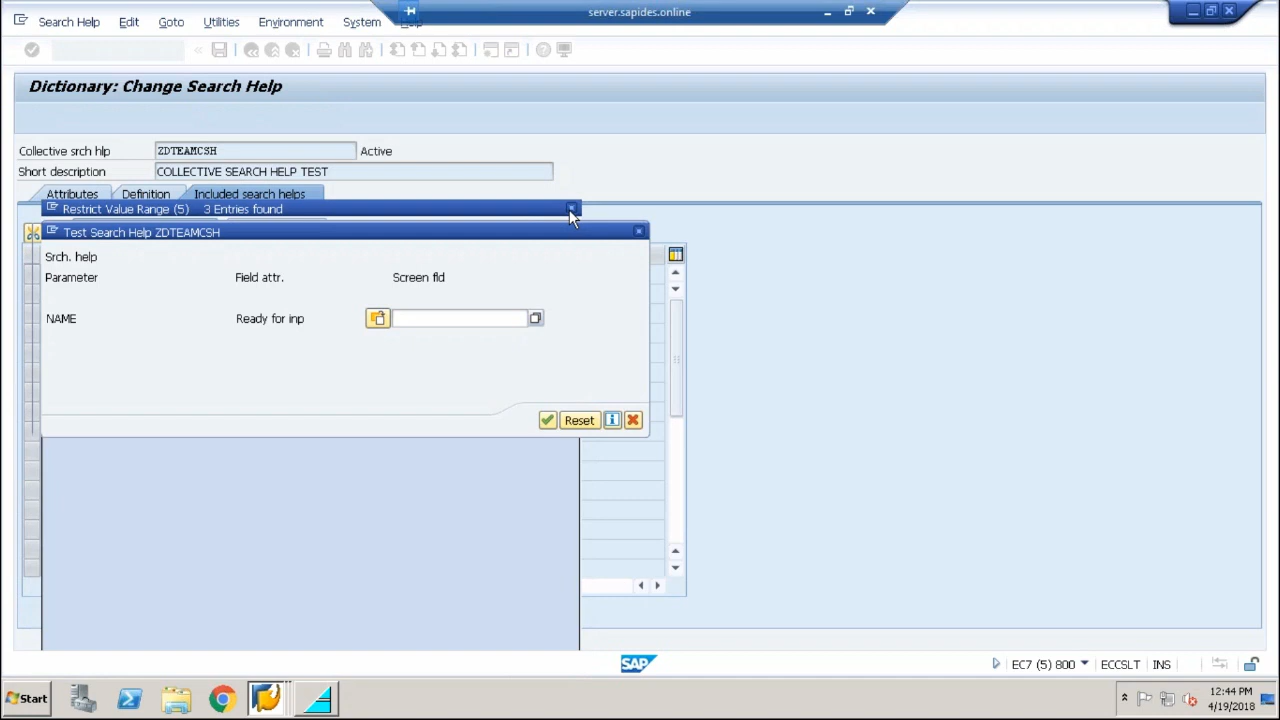 server.sapides.online
Search Help Edit Goto Utilities Environment System
Dictionary: Change Search Help
Collective srch hlp ZDTEAMCSH Active
Short description COLLECTIVE SEARCH HELP TEST
Attributes Definition Included search helps
Restrict Value Range (5) 3 Entries found
Test Search Help ZDTEAMCSH
Srch. help
Parameter Field attr. Screen fld
NAME Ready for inp
Reset
SAP EC7 (5) 800 ECCSLT INS
Start 12:44 PM
4/19/2018